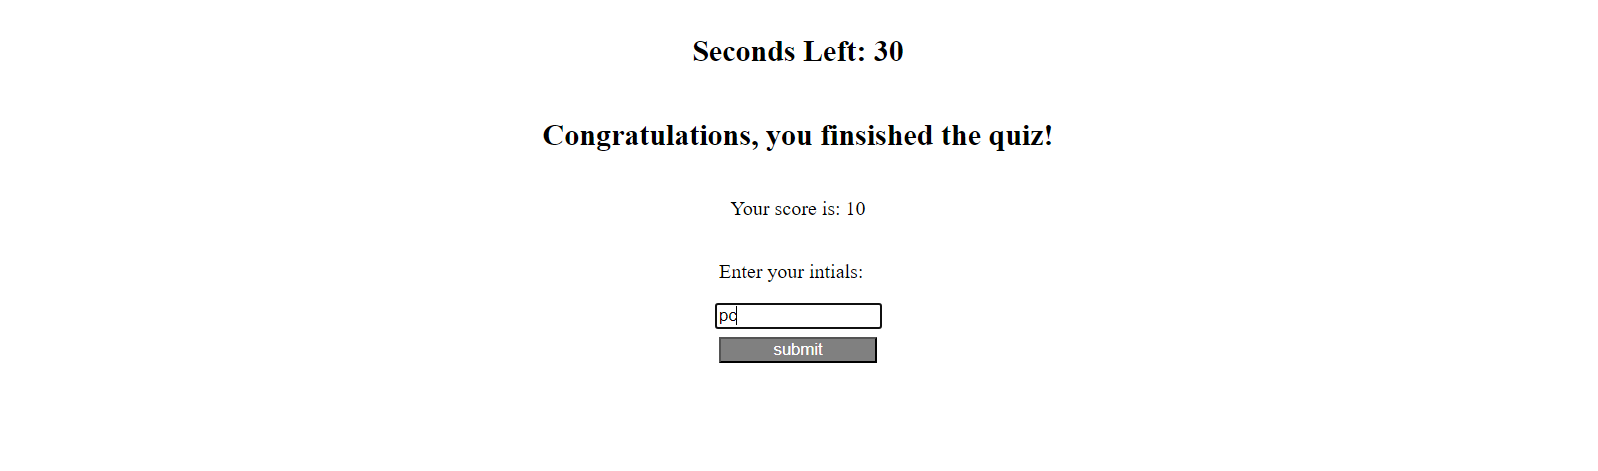 Seconds Left: 30
Congratulations, you finsished the quiz!
Your score is: 10
Enter your intials:
pc
submit